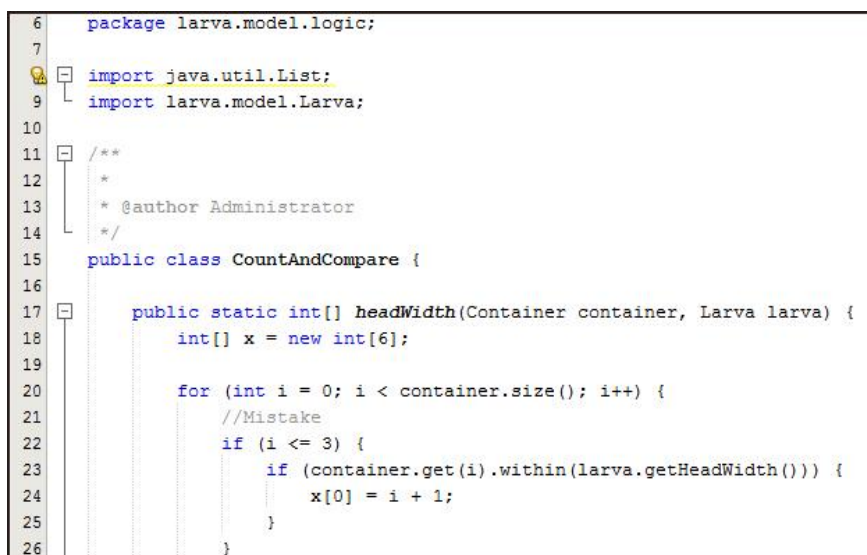 6 package larva.model.logic;
7
import java.util.List;
9 import larva.model.Larva;
10
11 /**
12 *
13 * @author Administrator
14 */
15 public class CountAndCompare {
16
17 public static int[] headWidth(Container container, Larva larva) {
18 int[] x = new int[6];
19
20 for (int i = 0; i < container.size(); i++) {
21 //Mistake
22 if (i <= 3) {
23 if (container.get(i).within(larva.getHeadWidth())) {
24 x[0] = i + 1;
25 }
26 }